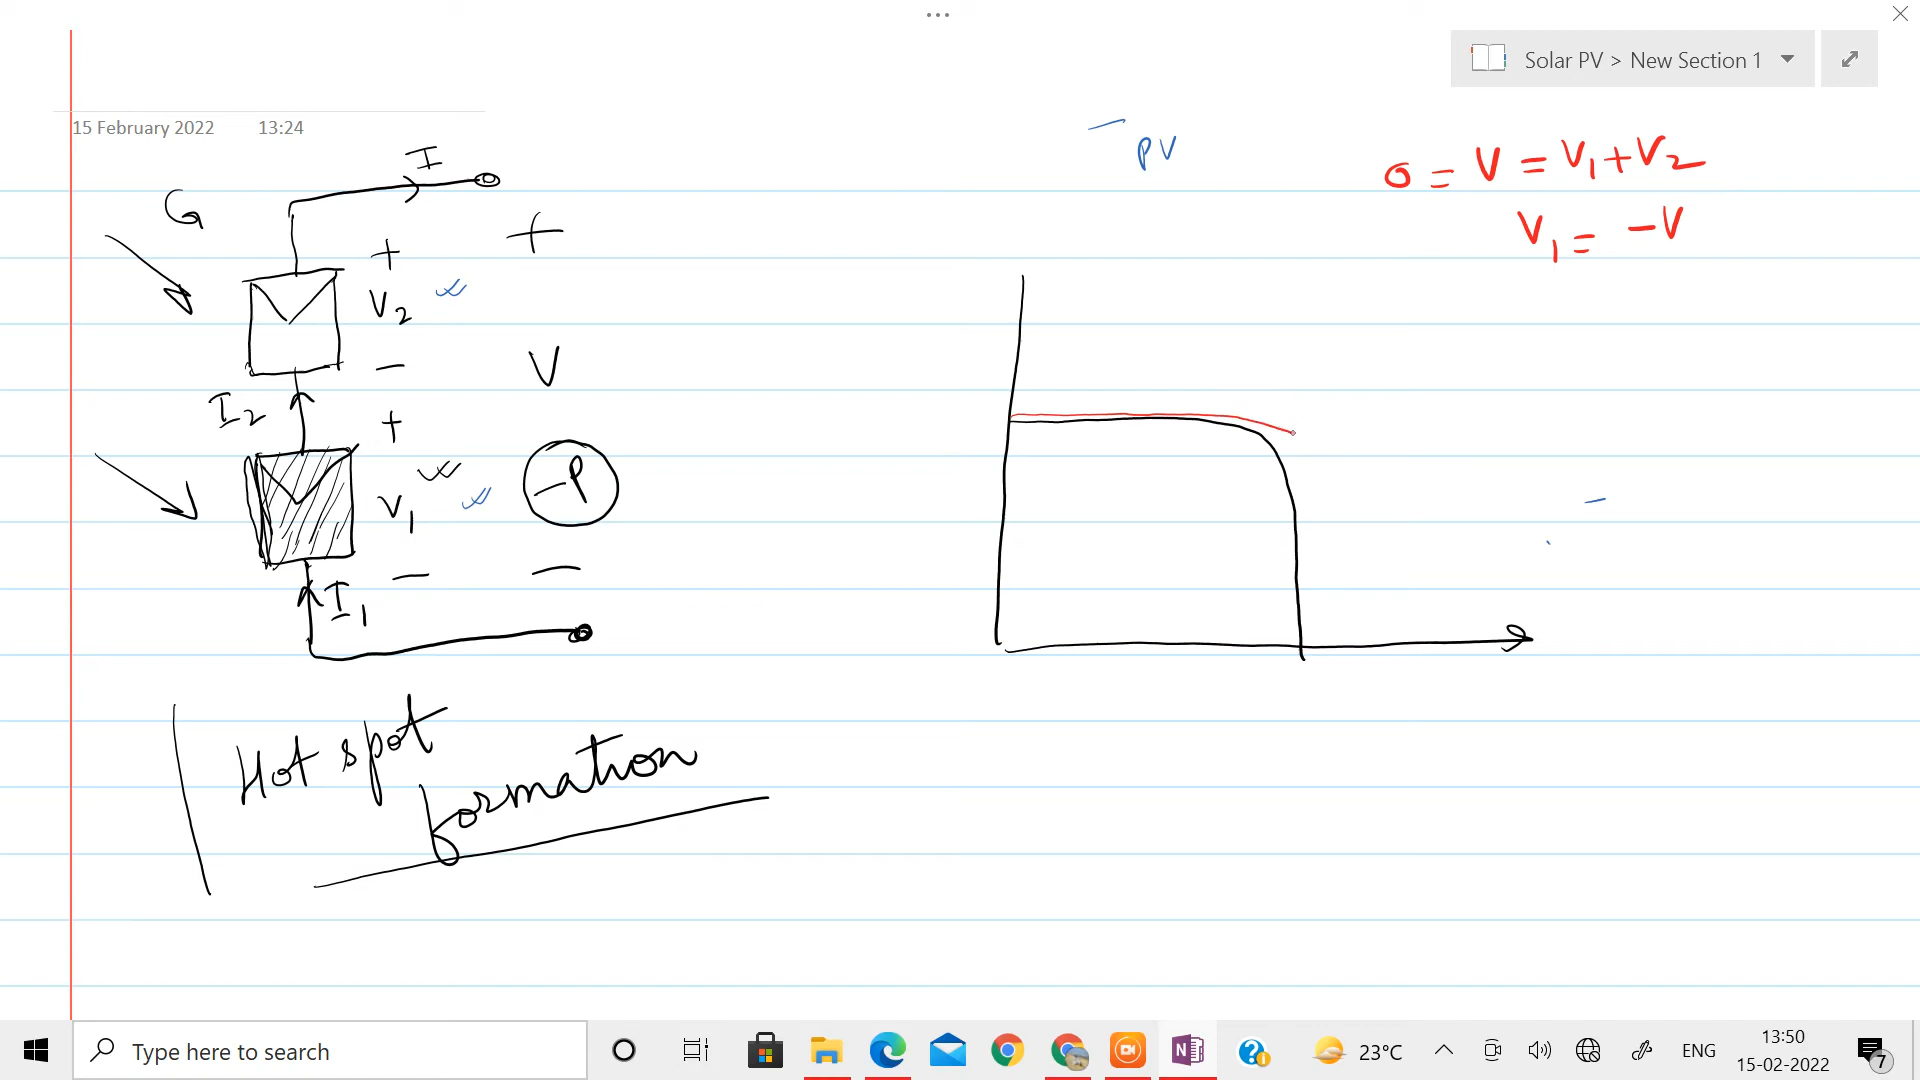 Solar PV > New Section 1
15 February 2022 13:24
I
PV
0 = V = V1 + V2
V1 = -V
G
+
+
V2
-
V
I2
+
V1
-P
-
-
I1
Hot spot
formation
Type here to search
23°C
ENG
13:50
15-02-2022
7